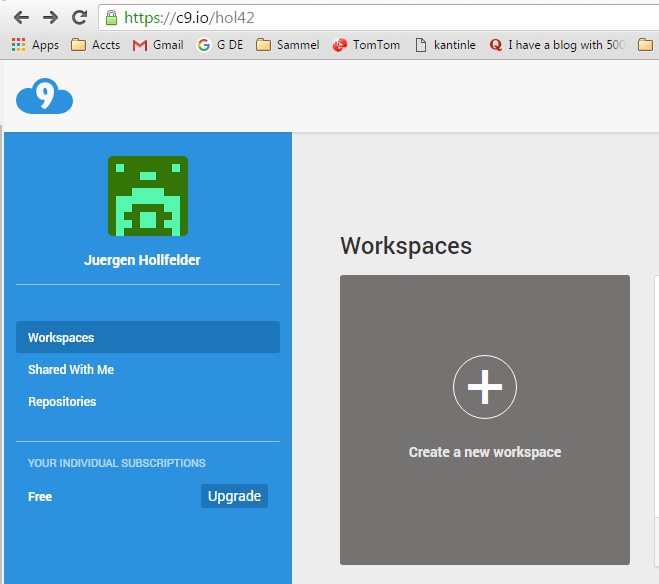 https://c9.io/hol42
Apps Accts Gmail G DE Sammel TomTom kantinle I have a blog with 500
9
Juergen Hollfelder
Workspaces
Workspaces
Shared With Me
Repositories
Create a new workspace
YOUR INDIVIDUAL SUBSCRIPTIONS
Free Upgrade